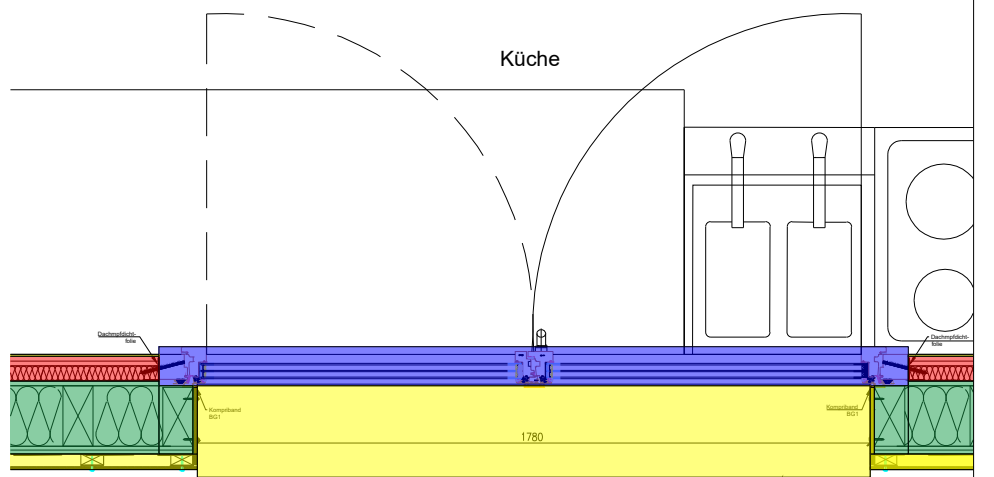 Küche
Dachmpfdicht-
folie
Dachmpfdicht-
folie
Kompriband
BG1
Kompriband
BG1
1780